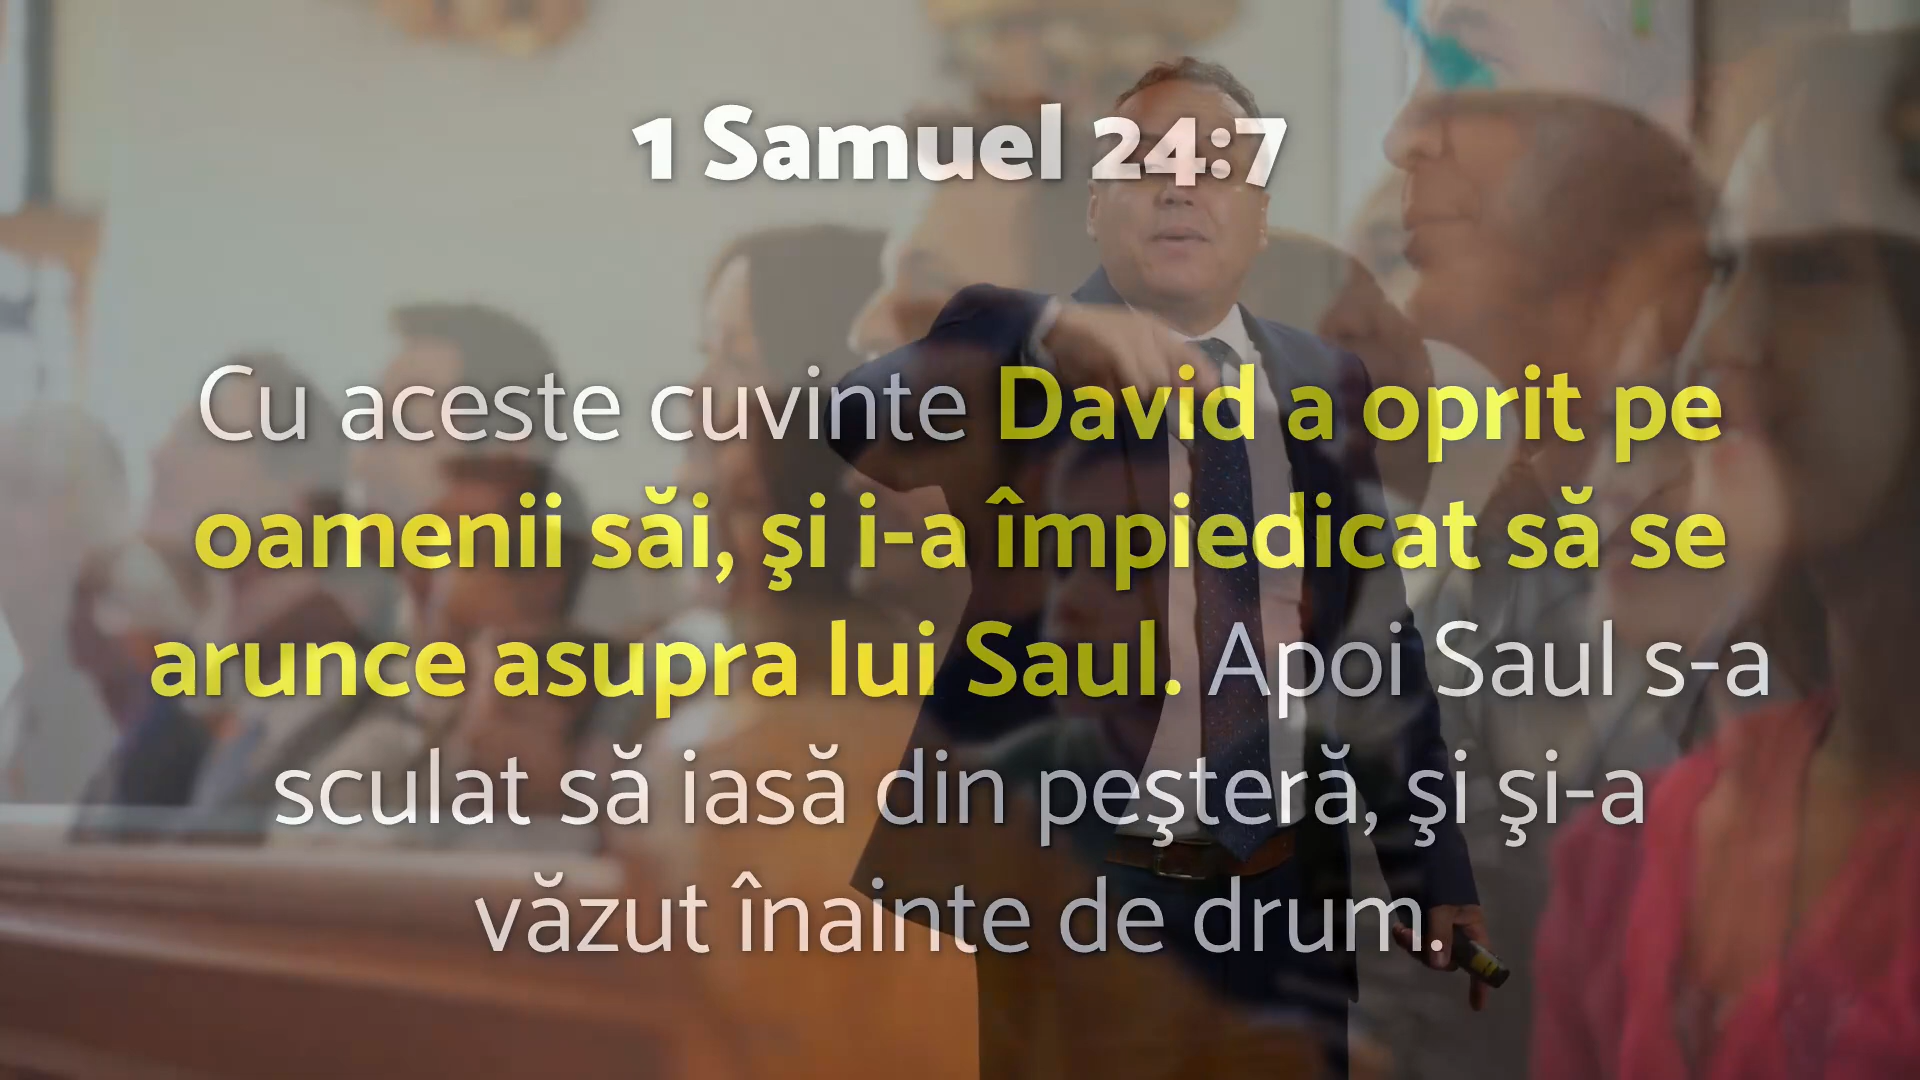 1 Samuel 24:7
Cu aceste cuvinte David a oprit pe
oamenii săi, şi i-a împiedicat să se
arunce asupra lui Saul. Apoi Saul s-a
sculat să iasă din peşteră, şi şi-a
văzut înainte de drum.